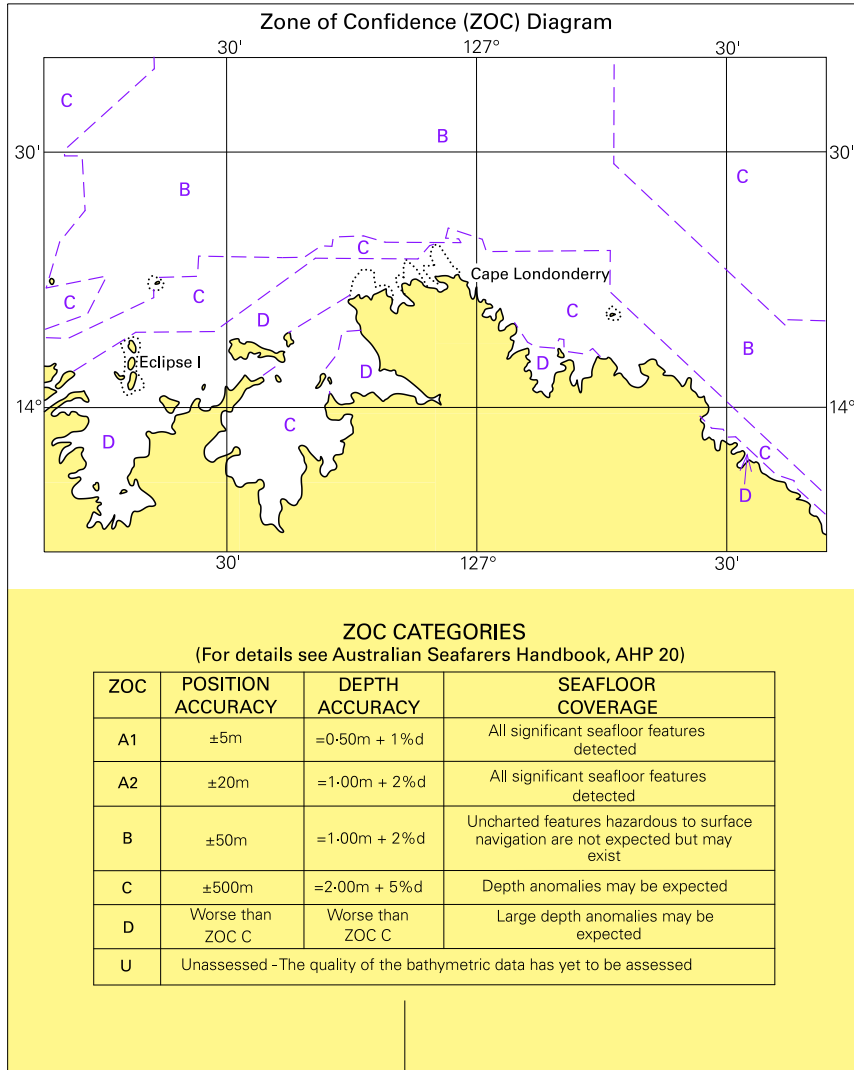 Zone of Confidence (ZOC) Diagram
30' 127° 30'
C
B
30' 30'
B
C
C
Cape Londonderry
C
C
C
D
B
Eclipse I
D
D
14° 14°
C
D
C
D
30' 127° 30'
ZOC CATEGORIES
(For details see Australian Seafarers Handbook, AHP 20)
ZOC POSITION ACCURACY DEPTH ACCURACY SEAFLOOR COVERAGE
A1 ±5m =0·50m + 1%d All significant seafloor features detected
A2 ±20m =1·00m + 2%d All significant seafloor features detected
B ±50m =1·00m + 2%d Uncharted features hazardous to surface navigation are not expected but may exist
C ±500m =2·00m + 5%d Depth anomalies may be expected
D Worse than ZOC C Worse than ZOC C Large depth anomalies may be expected
U Unassessed - The quality of the bathymetric data has yet to be assessed